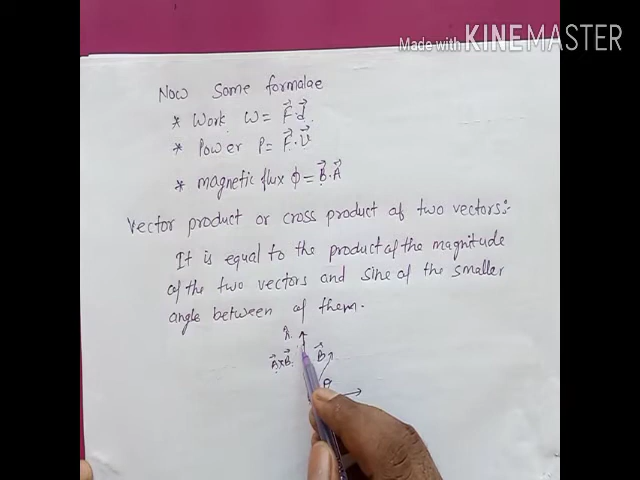 Made with KINEMASTER
Now Some formalae
* Work W = F⃗.d⃗.
* Power P = F⃗.V⃗
* magnetic flux ϕ = B⃗.A⃗
Vector product or cross product of two vectors:-
It is equal to the product of the magnitude
of the two vectors and sine of the smaller
angle between of them.
A⃗×B⃗ B⃗
θ